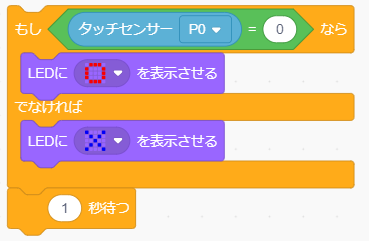 もし タッチセンサー P0 = 0 なら
LEDに を表示させる
でなければ
LEDに を表示させる
1 秒待つ